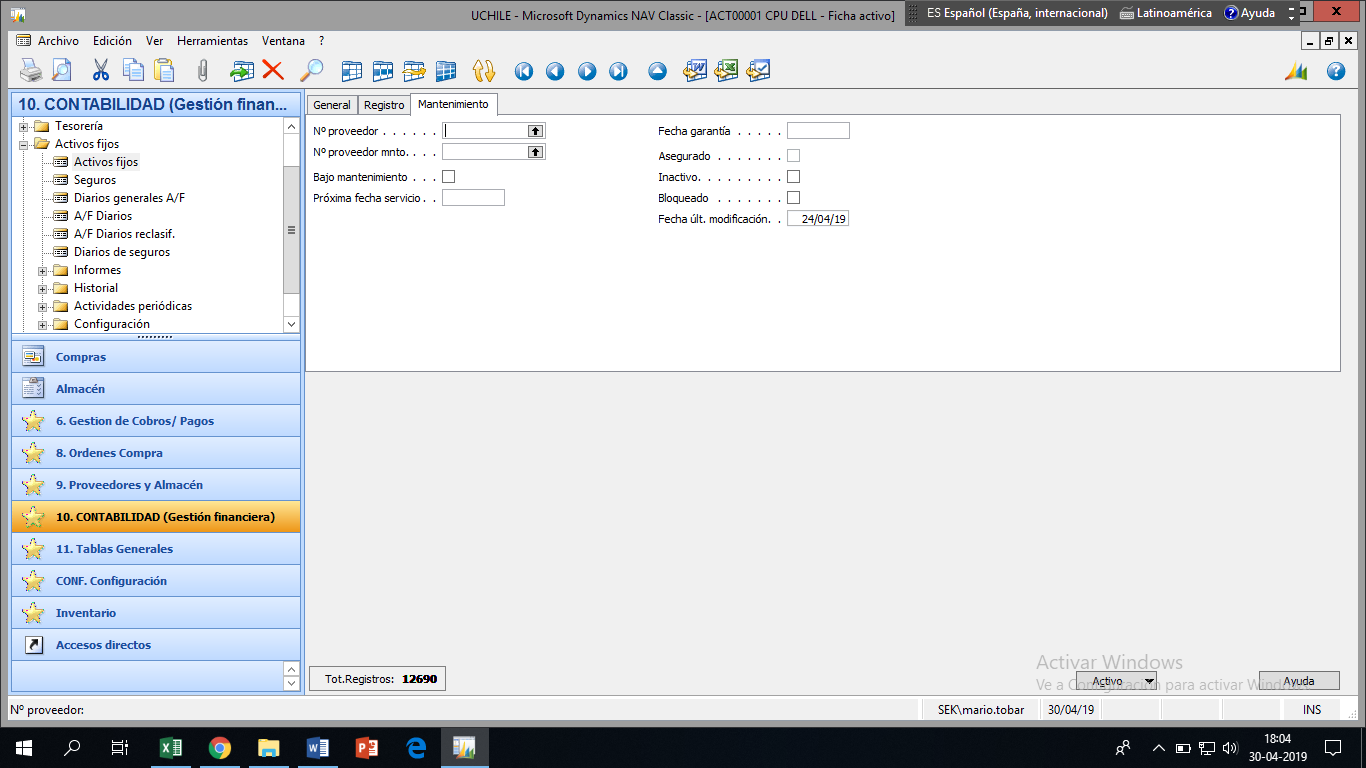 UCHILE - Microsoft Dynamics NAV Classic - [ACT00001 CPU DELL - Ficha activo]
ES Español (España, internacional) Latinoamérica Ayuda
Archivo Edición Ver Herramientas Ventana ?
10. CONTABILIDAD (Gestión finan...
Tesorería
Activos fijos
Activos fijos
Seguros
Diarios generales A/F
A/F Diarios
A/F Diarios reclasif.
Diarios de seguros
Informes
Historial
Actividades periódicas
Configuración
Compras
Almacén
6. Gestion de Cobros/ Pagos
8. Ordenes Compra
9. Proveedores y Almacén
10. CONTABILIDAD (Gestión financiera)
11. Tablas Generales
CONF. Configuración
Inventario
Accesos directos
General Registro Mantenimiento
Nº proveedor . . . . . .
Nº proveedor mnto. . . .
Bajo mantenimiento . . .
Próxima fecha servicio . .
Fecha garantía . . . . .
Asegurado . . . . . . .
Inactivo. . . . . . . . .
Bloqueado . . . . . . .
Fecha últ. modificación. . 24/04/19
Tot.Registros: 12690
Activar Windows
Ve a Configuración para activar Windows.
Activo
Ayuda
Nº proveedor:
SEK\mario.tobar 30/04/19 INS
18:04
30-04-2019